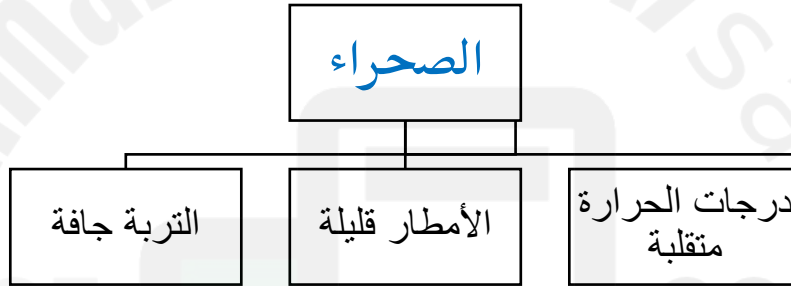 الصحراء
درجات الحرارة
متقلبة
الأمطار قليلة
التربة جافة